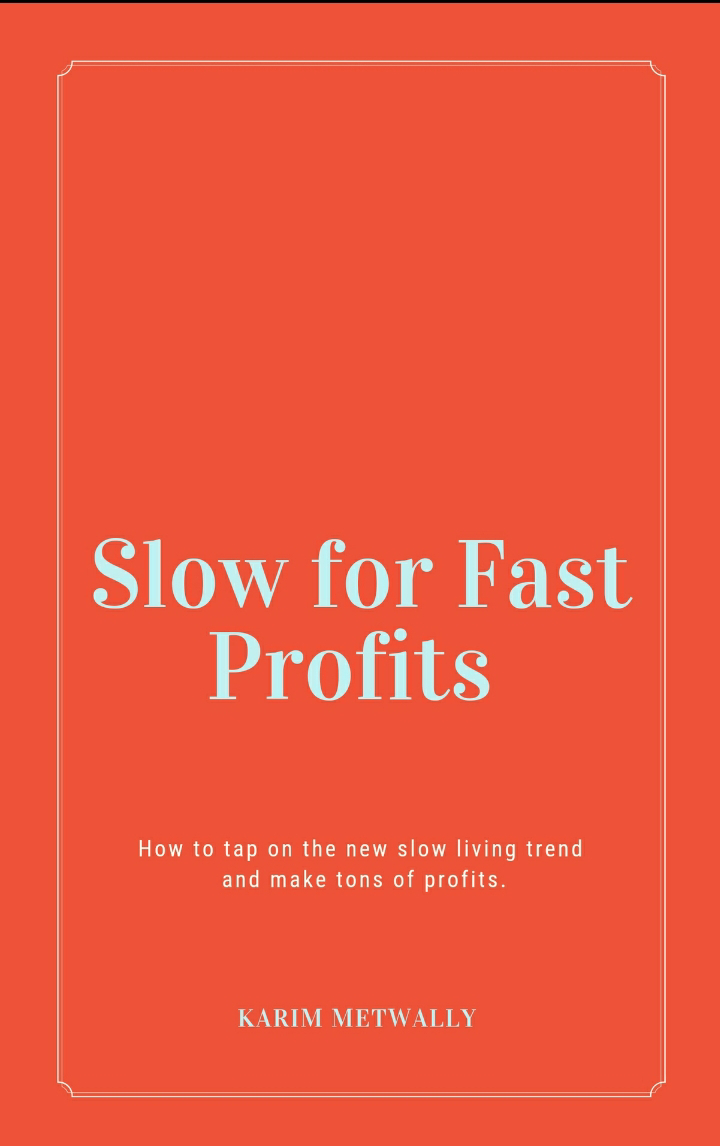 Slow for Fast
Profits
How to tap on the new slow living trend
and make tons of profits.
KARIM METWALLY